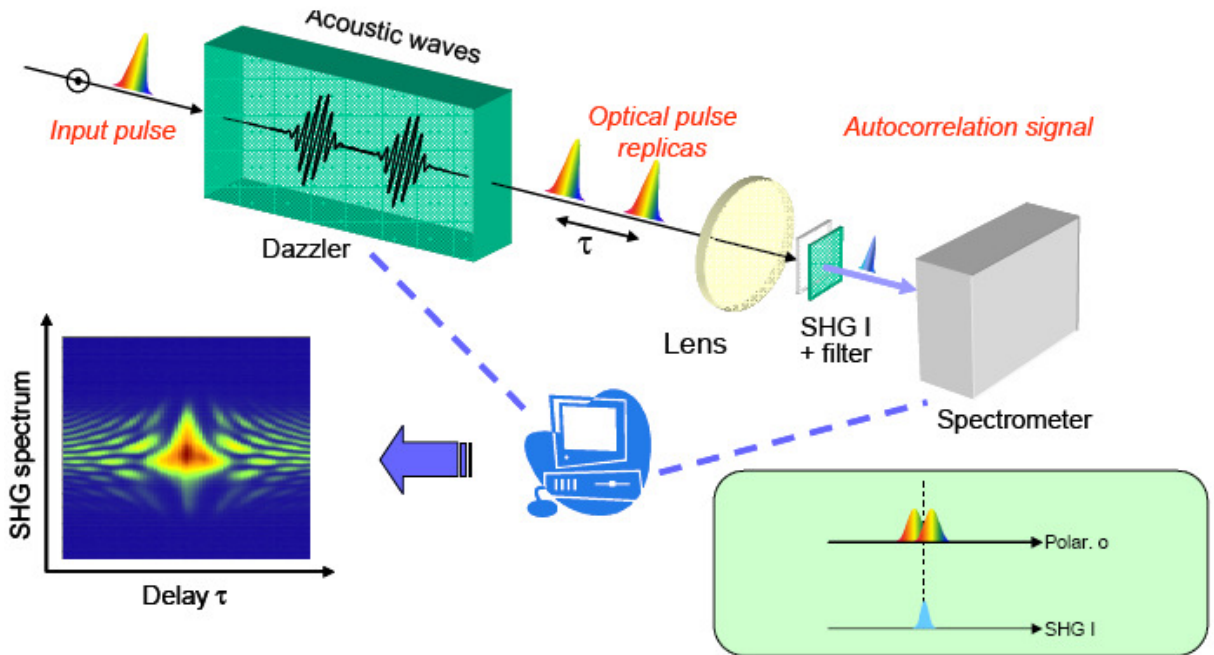 Acoustic waves
Input pulse
Optical pulse
replicas
Autocorrelation signal
τ
Dazzler
Lens
SHG I
+ filter
Spectrometer
SHG spectrum
Delay τ
Polar. o
SHG I